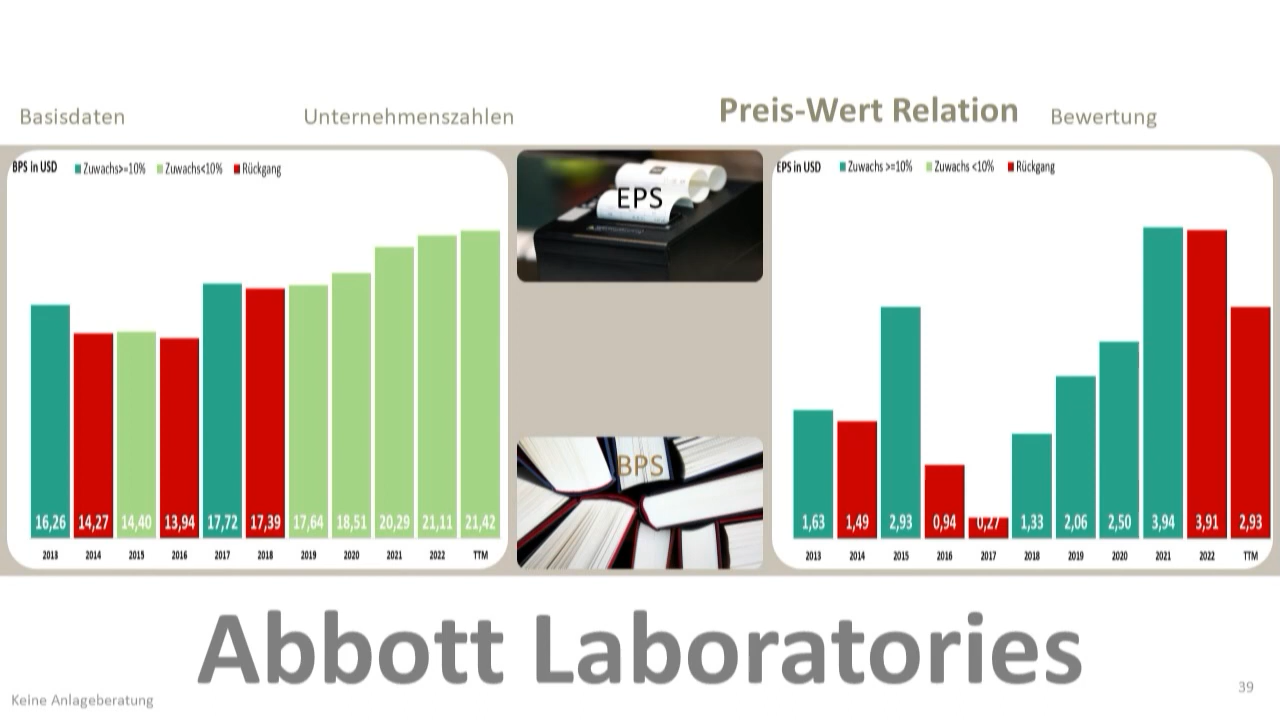 Basisdaten Unternehmenszahlen Preis-Wert Relation Bewertung
BPS in USD Zuwachs>=10% Zuwachs<10% Rückgang
16,26 14,27 14,40 13,94 17,72 17,39 17,64 18,51 20,29 21,11 21,42
2013 2014 2015 2016 2017 2018 2019 2020 2021 2022 TTM
EPS
BPS
EPS in USD Zuwachs >=10% Zuwachs <10% Rückgang
1,63 1,49 2,93 0,94 0,27 1,33 2,06 2,50 3,94 3,91 2,93
2013 2014 2015 2016 2017 2018 2019 2020 2021 2022 TTM
Abbott Laboratories
Keine Anlageberatung
39